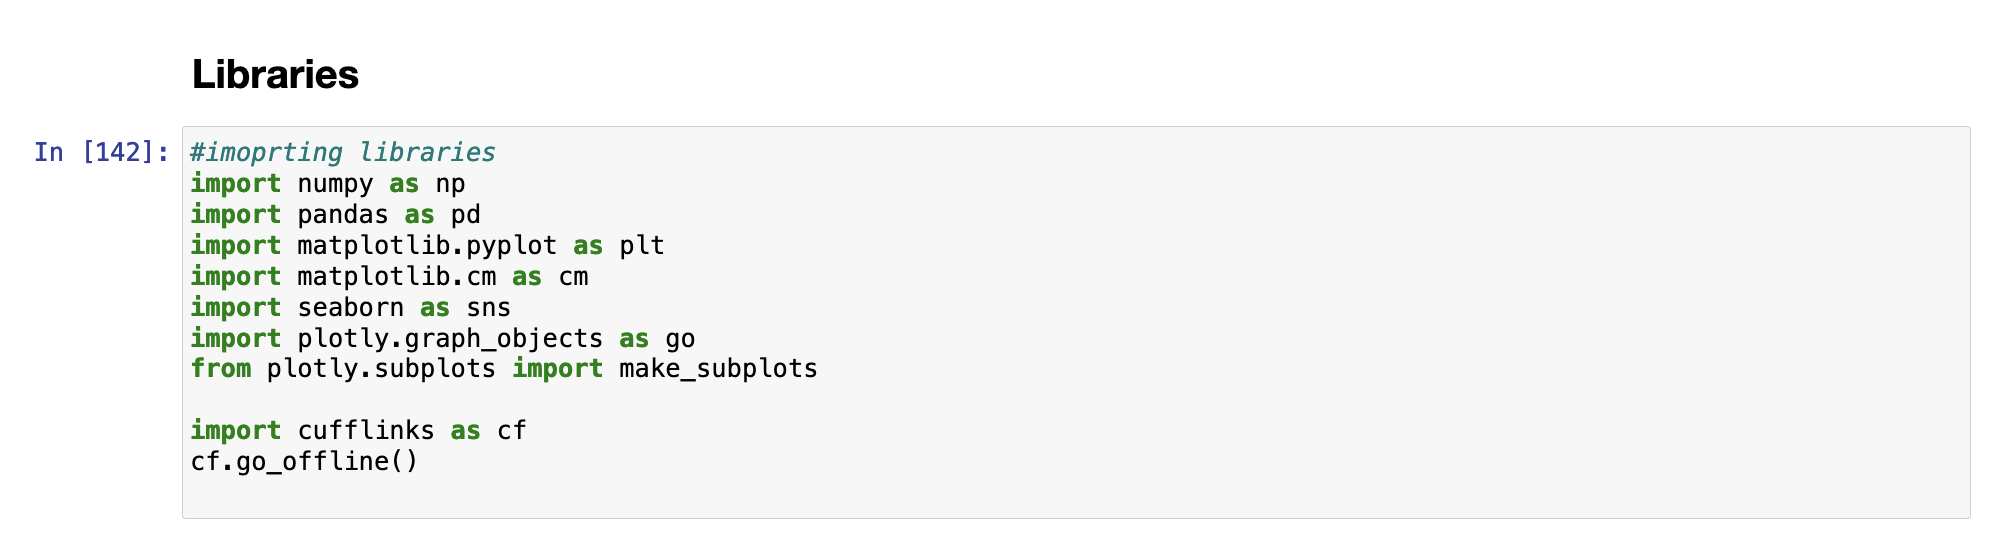 Libraries
In [142]: #imoprting libraries
import numpy as np
import pandas as pd
import matplotlib.pyplot as plt
import matplotlib.cm as cm
import seaborn as sns
import plotly.graph_objects as go
from plotly.subplots import make_subplots
import cufflinks as cf
cf.go_offline()